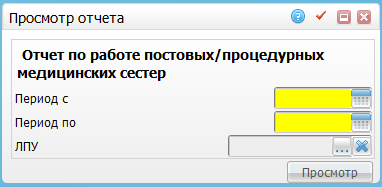 Просмотр отчета
Отчет по работе постовых/процедурных
медицинских сестер
Период с
Период по
ЛПУ
...
Просмотр